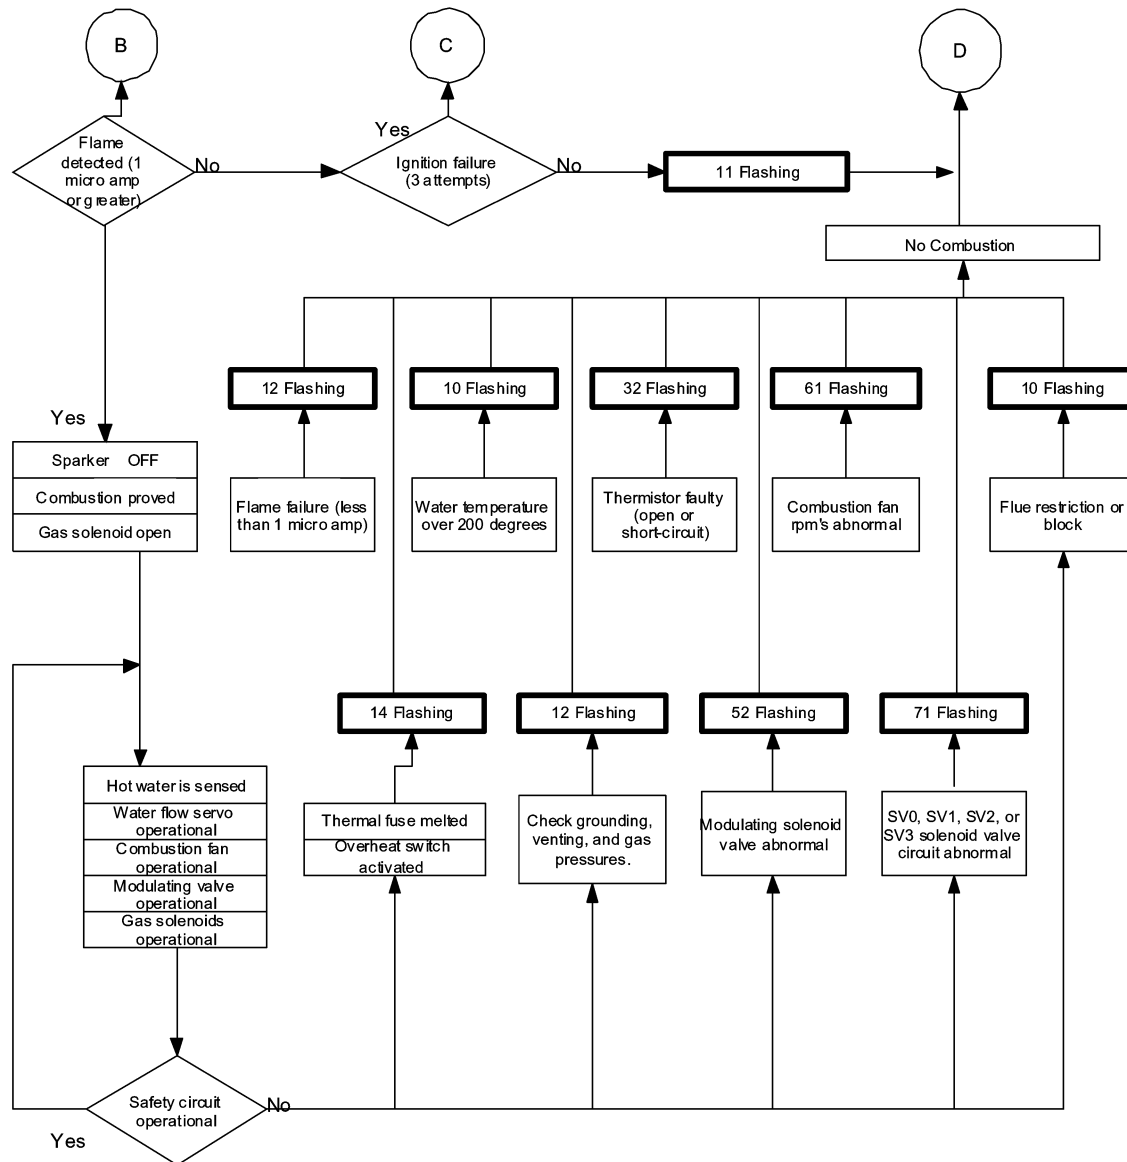 B
C
D
Flame
detected (1
micro amp
or greater)
No
Yes
Ignition failure
(3 attempts)
No
11 Flashing
No Combustion
12 Flashing
10 Flashing
32 Flashing
61 Flashing
10 Flashing
Yes
Sparker OFF
Combustion proved
Gas solenoid open
Flame failure (less
than 1 micro amp)
Water temperature
over 200 degrees
Thermistor faulty
(open or
short-circuit)
Combustion fan
rpm's abnormal
Flue restriction or
block
14 Flashing
12 Flashing
52 Flashing
71 Flashing
Hot water is sensed
Water flow servo
operational
Combustion fan
operational
Modulating valve
operational
Gas solenoids
operational
Thermal fuse melted
Overheat switch
activated
Check grounding,
venting, and gas
pressures.
Modulating solenoid
valve abnormal
SV0, SV1, SV2, or
SV3 solenoid valve
circuit abnormal
Safety circuit
operational
No
Yes